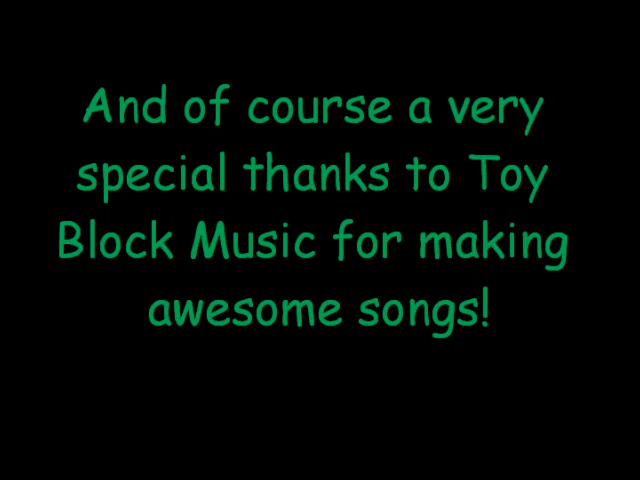 And of course a very
special thanks to Toy
Block Music for making
awesome songs!